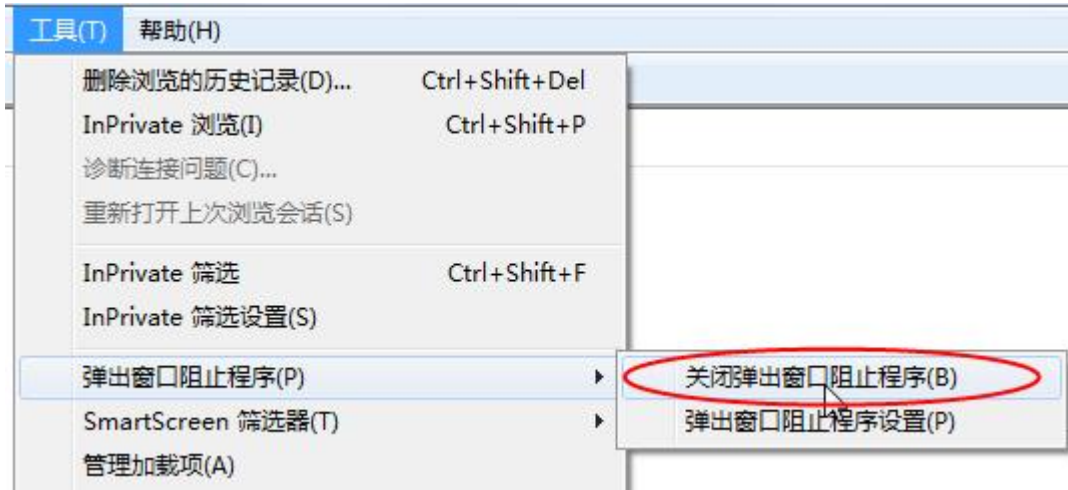 工具(T) 帮助(H)
删除浏览的历史记录(D)... Ctrl+Shift+Del
InPrivate 浏览(I) Ctrl+Shift+P
诊断连接问题(C)...
重新打开上次浏览会话(S)
InPrivate 筛选 Ctrl+Shift+F
InPrivate 筛选设置(S)
弹出窗口阻止程序(P) 关闭弹出窗口阻止程序(B)
SmartScreen 筛选器(T) 弹出窗口阻止程序设置(P)
管理加载项(A)